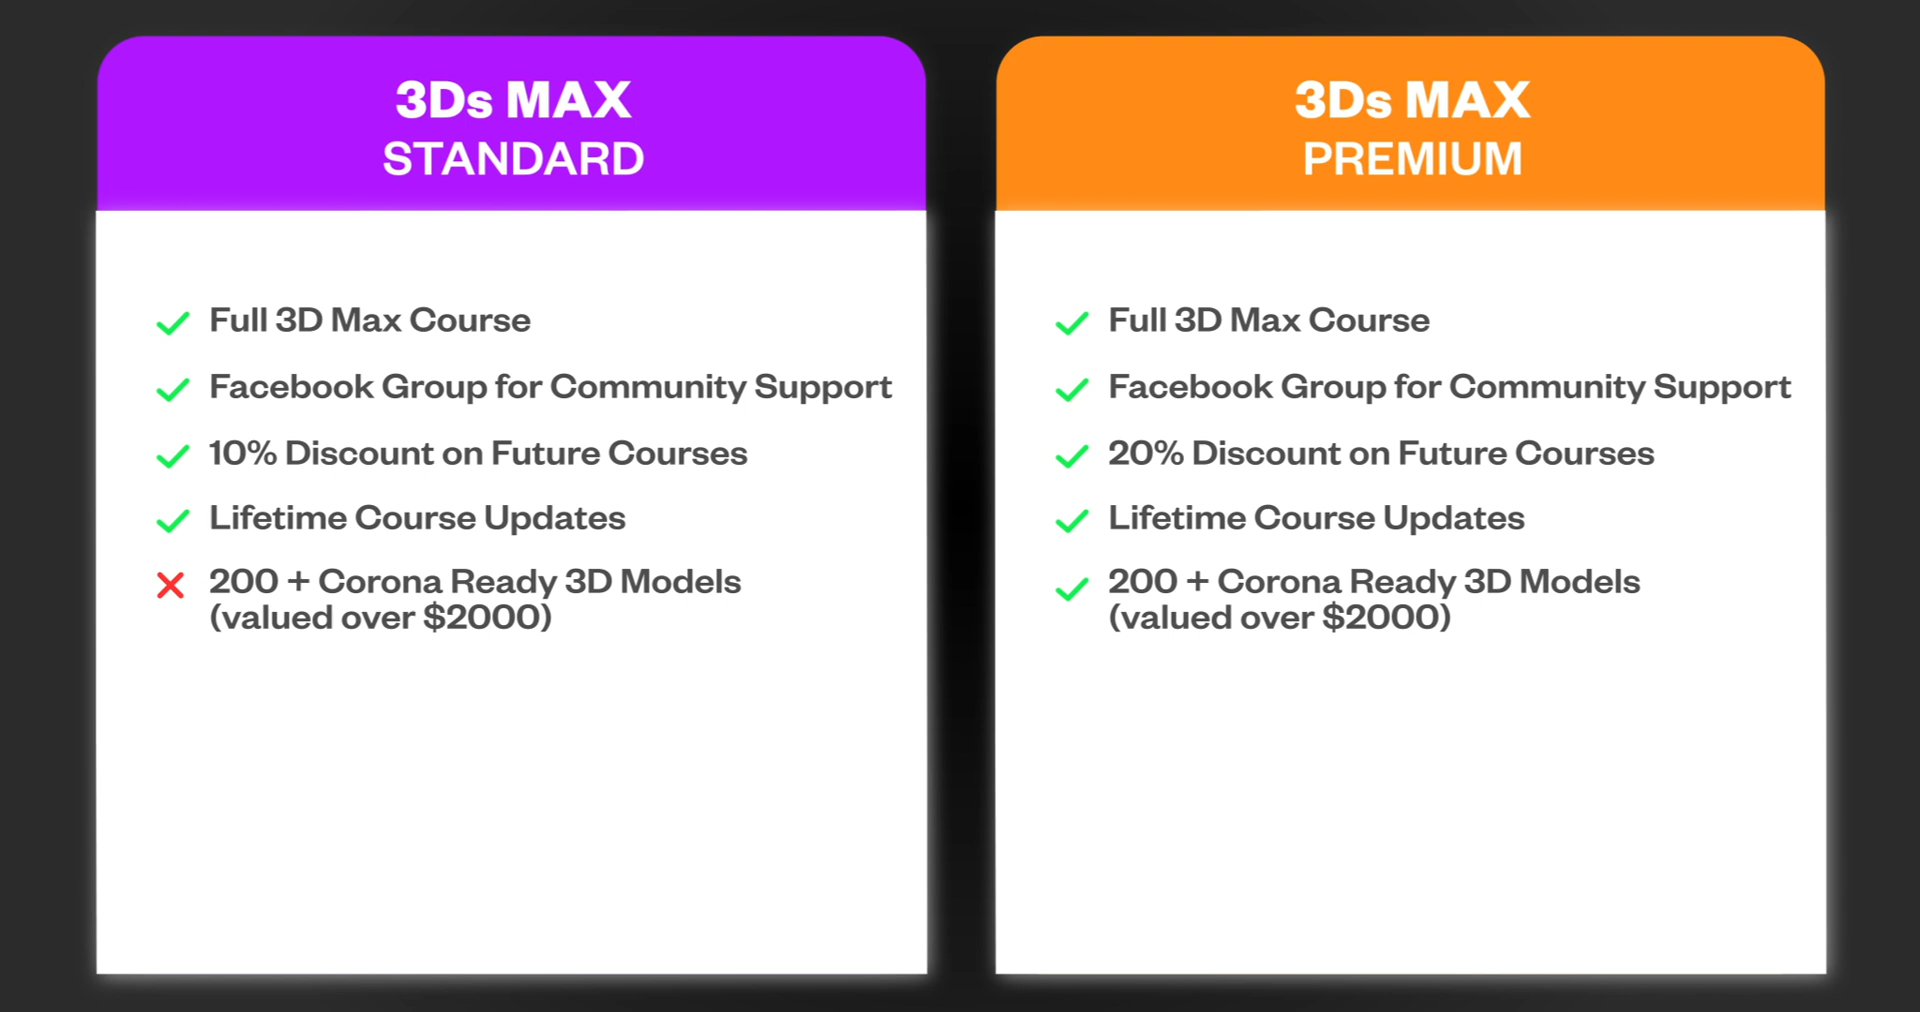 3Ds MAX
STANDARD
Full 3D Max Course
Facebook Group for Community Support
10% Discount on Future Courses
Lifetime Course Updates
200 + Corona Ready 3D Models
(valued over $2000)
3Ds MAX
PREMIUM
Full 3D Max Course
Facebook Group for Community Support
20% Discount on Future Courses
Lifetime Course Updates
200 + Corona Ready 3D Models
(valued over $2000)